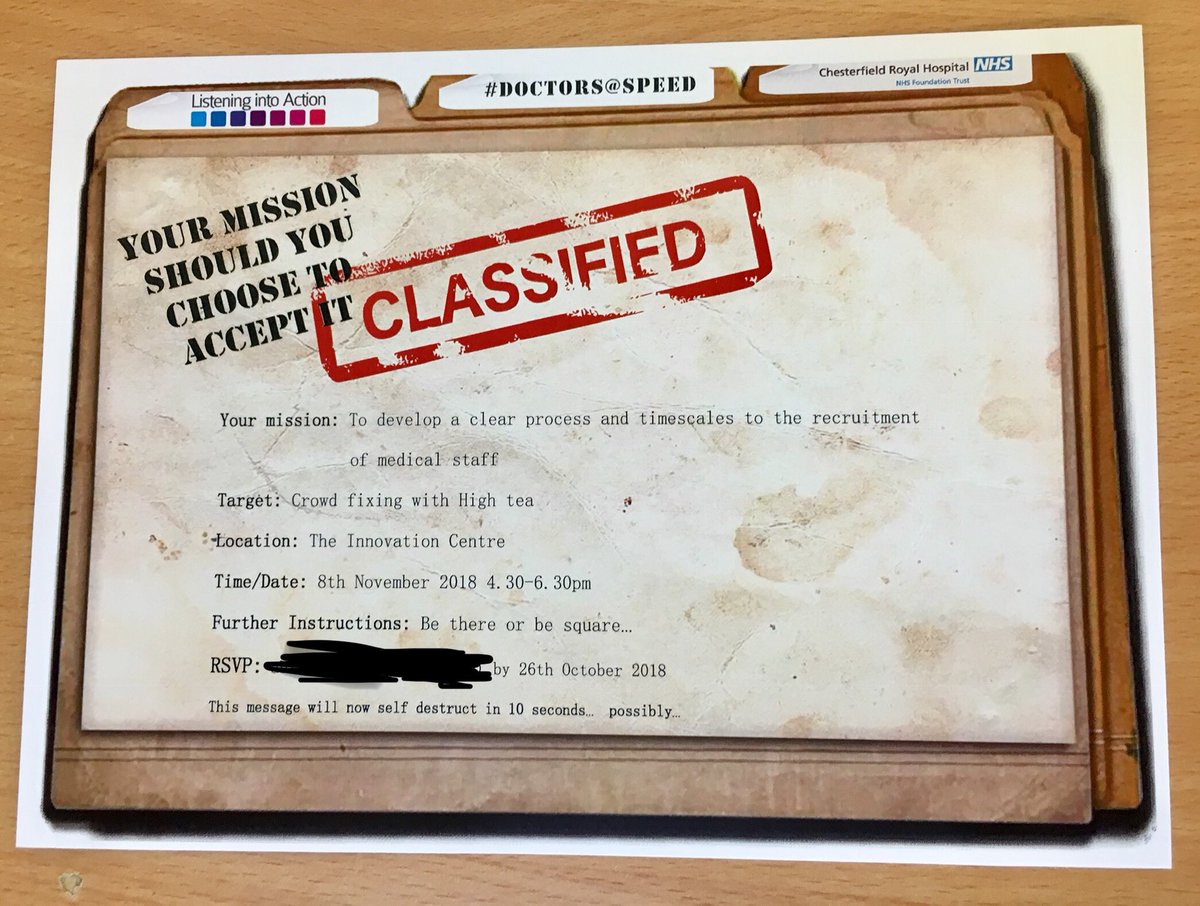 Listening into Action
#DOCTORS@SPEED
Chesterfield Royal Hospital NHS
NHS Foundation Trust
YOUR MISSION
SHOULD YOU
CHOOSE TO
ACCEPT IT
CLASSIFIED
Your mission: To develop a clear process and timescales to the recruitment
of medical staff
Target: Crowd fixing with High tea
Location: The Innovation Centre
Time/Date: 8th November 2018 4.30-6.30pm
Further Instructions: Be there or be square…
RSVP: by 26th October 2018
This message will now self destruct in 10 seconds… possibly…